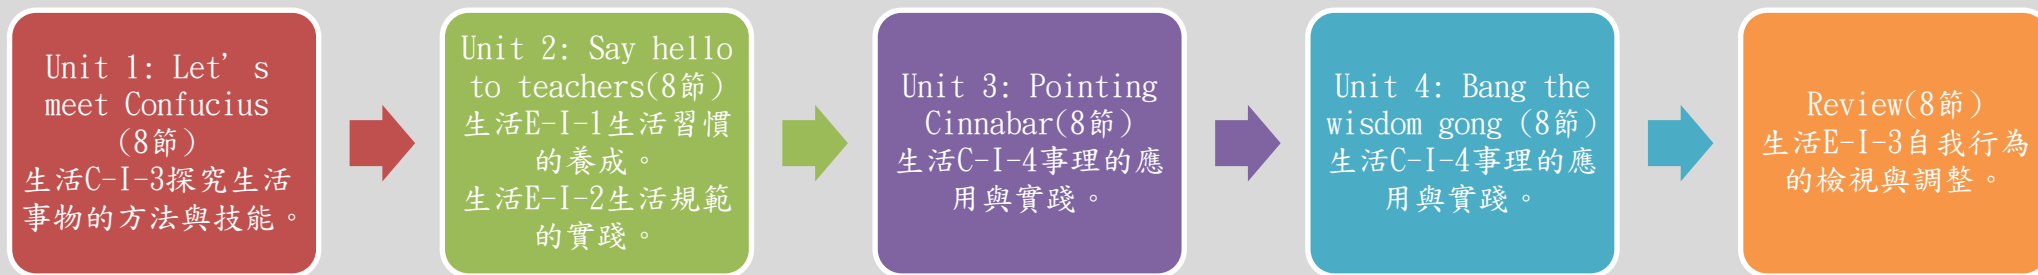 Unit 1: Let’s
meet Confucius
(8節)
生活C-I-3探究生活
事物的方法與技能。
Unit 2: Say hello
to teachers(8節)
生活E-I-1生活習慣
的養成。
生活E-I-2生活規範
的實踐。
Unit 3: Pointing
Cinnabar(8節)
生活C-I-4事理的應
用與實踐。
Unit 4: Bang the
wisdom gong (8節)
生活C-I-4事理的應
用與實踐。
Review(8節)
生活E-I-3自我行為
的檢視與調整。